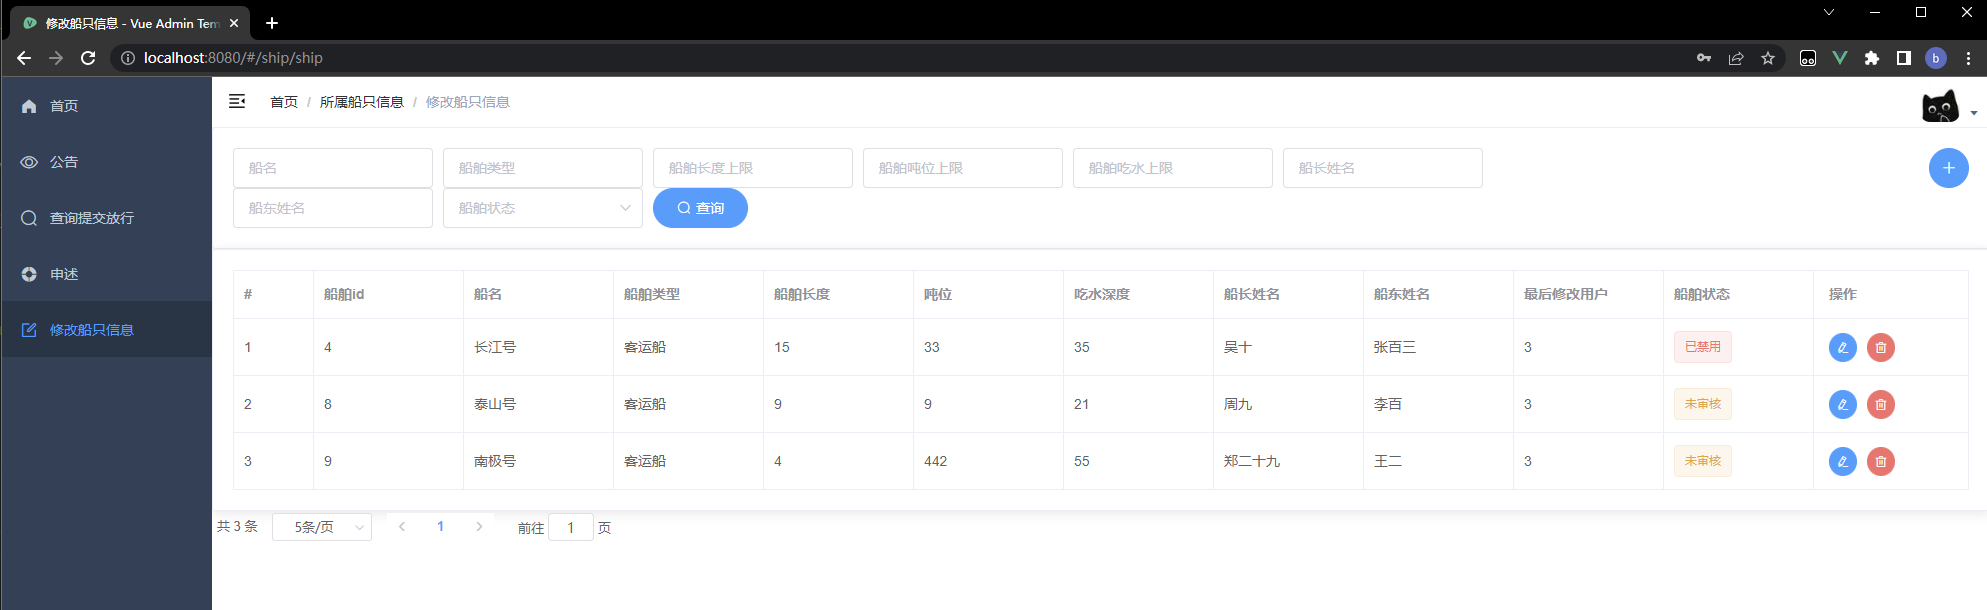 修改船只信息 - Vue Admin Tem
localhost:8080/#/ship/ship
b
首页
公告
查询提交放行
申述
修改船只信息
首页 / 所属船只信息 / 修改船只信息
船名 船舶类型 船舶长度上限 船舶吨位上限 船舶吃水上限 船长姓名
船东姓名 船舶状态 查询
# 船舶id 船名 船舶类型 船舶长度 吨位 吃水深度 船长姓名 船东姓名 最后修改用户 船舶状态 操作
1 4 长江号 客运船 15 33 35 吴十 张百三 3 已禁用
2 8 泰山号 客运船 9 9 21 周九 李百 3 未审核
3 9 南极号 客运船 4 442 55 郑二十九 王二 3 未审核
共 3 条 5条/页 1 前往 1 页